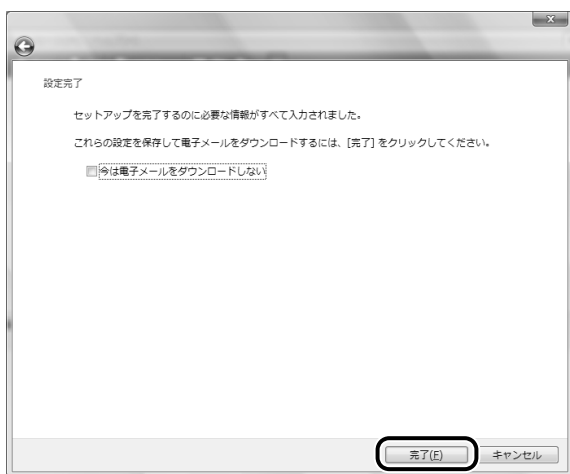 設定完了
セットアップを完了するのに必要な情報がすべて入力されました。
これらの設定を保存して電子メールをダウンロードするには、[完了] をクリックしてください。
今は電子メールをダウンロードしない
完了(F) キャンセル